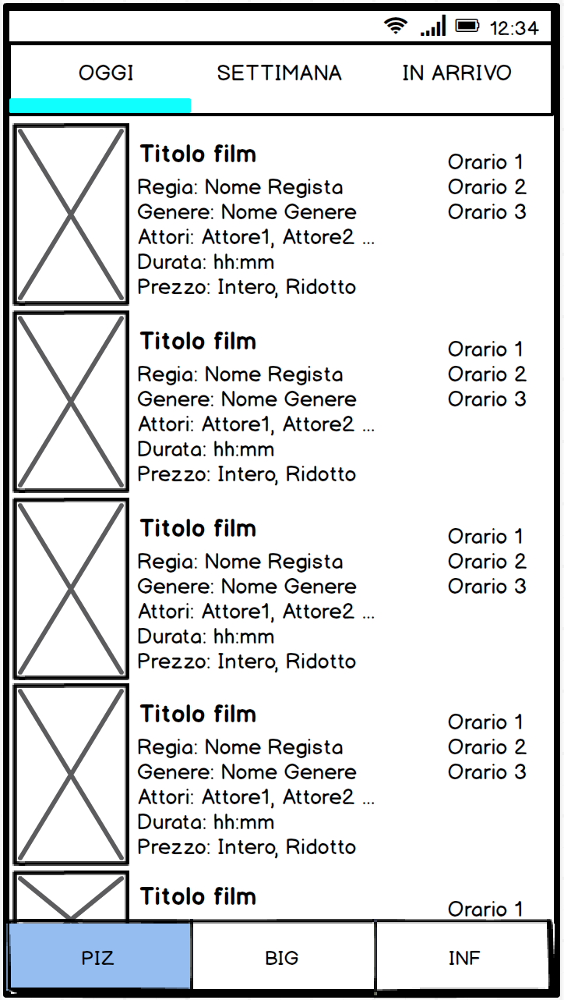 12:34
OGGI SETTIMANA IN ARRIVO
Titolo film
Orario 1
Regia: Nome Regista Orario 2
Genere: Nome Genere Orario 3
Attori: Attore1, Attore2 ...
Durata: hh:mm
Prezzo: Intero, Ridotto
Titolo film
Orario 1
Regia: Nome Regista Orario 2
Genere: Nome Genere Orario 3
Attori: Attore1, Attore2 ...
Durata: hh:mm
Prezzo: Intero, Ridotto
Titolo film
Orario 1
Regia: Nome Regista Orario 2
Genere: Nome Genere Orario 3
Attori: Attore1, Attore2 ...
Durata: hh:mm
Prezzo: Intero, Ridotto
Titolo film
Orario 1
Regia: Nome Regista Orario 2
Genere: Nome Genere Orario 3
Attori: Attore1, Attore2 ...
Durata: hh:mm
Prezzo: Intero, Ridotto
Titolo film
Orario 1
PIZ BIG INF